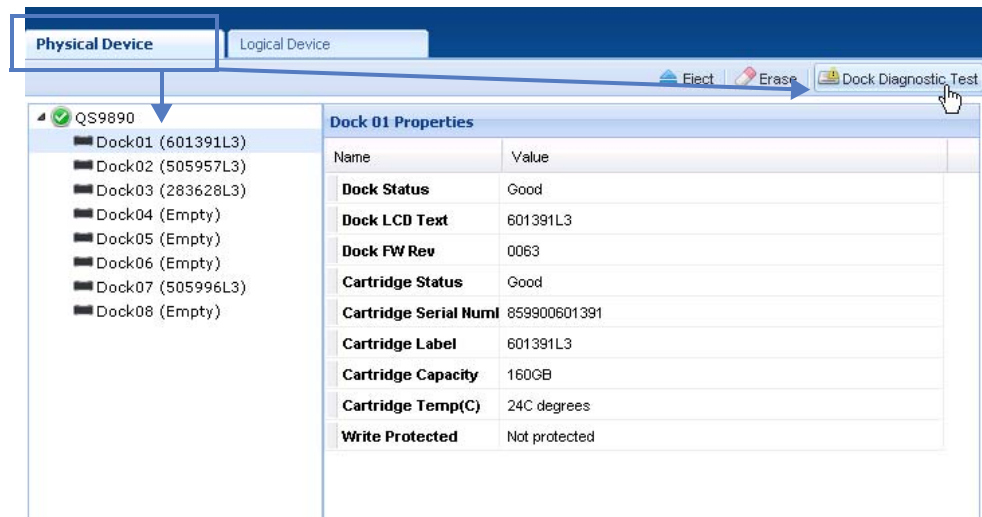 Physical Device
Logical Device
Eject Erase Dock Diagnostic Test
QS9890
Dock01 (601391L3)
Dock02 (505957L3)
Dock03 (283628L3)
Dock04 (Empty)
Dock05 (Empty)
Dock06 (Empty)
Dock07 (505996L3)
Dock08 (Empty)
Dock 01 Properties
Name Value
Dock Status Good
Dock LCD Text 601391L3
Dock FW Rev 0063
Cartridge Status Good
Cartridge Serial Numl 859900601391
Cartridge Label 601391L3
Cartridge Capacity 160GB
Cartridge Temp(C) 24C degrees
Write Protected Not protected